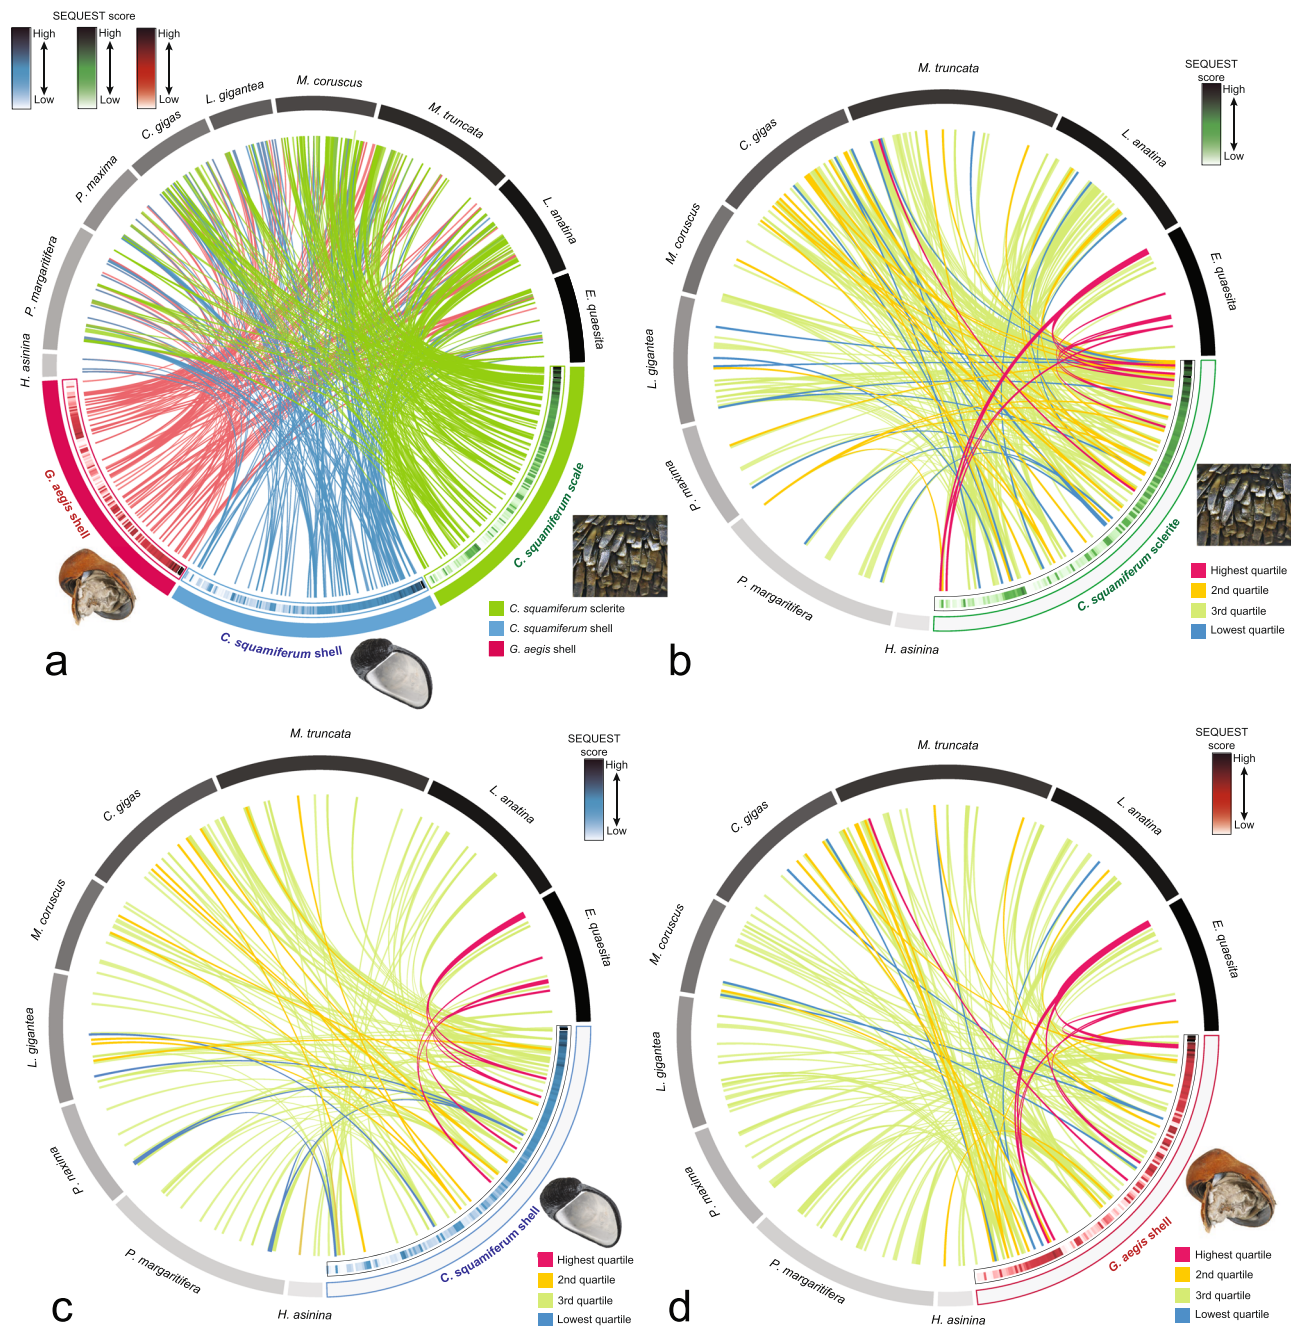 SEQUEST score
High
High
High
Low
Low
Low
M. coruscus
L. gigantea
C. gigas
M. truncata
P. maxima
L. anatina
P. margaritifera
E. quaesita
H. asinina
G. aegis shell
C. squamiferum scale
C. squamiferum shell
C. squamiferum sclerite
C. squamiferum shell
G. aegis shell
a
SEQUEST
score
High
Low
M. truncata
C. gigas
L. anatina
M. coruscus
E. quaesita
L. gigantea
P. maxima
P. margaritifera
H. asinina
C. squamiferum sclerite
Highest quartile
2nd quartile
3rd quartile
Lowest quartile
b
SEQUEST
score
High
Low
M. truncata
C. gigas
L. anatina
M. coruscus
E. quaesita
L. gigantea
P. naxima
P. margaritifera
H. asinina
C. squamiferum shell
Highest quartile
2nd quartile
3rd quartile
Lowest quartile
c
SEQUEST
score
High
Low
M. truncata
C. gigas
L. anatina
M. coruscus
E. quaesita
L. gigantea
P. maxima
P. margaritifera
H. asinina
G. aegis shell
Highest quartile
2nd quartile
3rd quartile
Lowest quartile
d